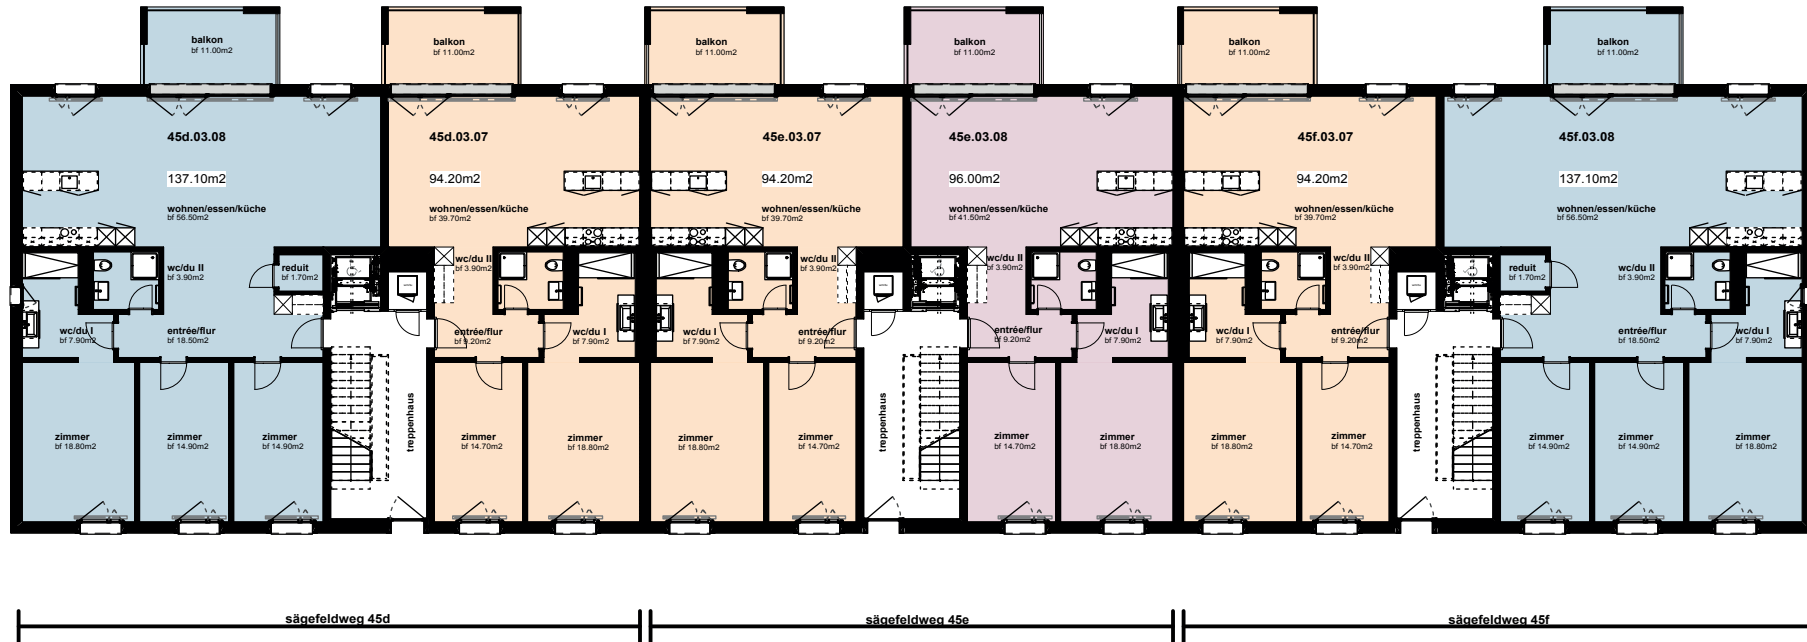 balkon
bf 11.00m2
balkon
bf 11.00m2
balkon
bf 11.00m2
balkon
bf 11.00m2
balkon
bf 11.00m2
balkon
bf 11.00m2
45d.03.08
45d.03.07
45e.03.07
45e.03.08
45f.03.07
45f.03.08
137.10m2
94.20m2
94.20m2
96.00m2
94.20m2
137.10m2
wohnen/essen/küche
bf 56.50m2
wohnen/essen/küche
bf 39.70m2
wohnen/essen/küche
bf 39.70m2
wohnen/essen/küche
bf 41.50m2
wohnen/essen/küche
bf 39.70m2
wohnen/essen/küche
bf 56.50m2
wc/du II
bf 3.90m2
reduit
bf 1.70m2
wc/du II
bf 3.90m2
wc/du II
bf 3.90m2
wc/du II
bf 3.90m2
wc/du II
bf 3.90m2
reduit
bf 1.70m2
wc/du II
bf 3.90m2
wc/du I
bf 7.90m2
entrée/flur
bf 18.50m2
entrée/flur
bf 9.20m2
wc/du I
bf 7.90m2
wc/du I
bf 7.90m2
entrée/flur
bf 9.20m2
entrée/flur
bf 9.20m2
wc/du I
bf 7.90m2
wc/du I
bf 7.90m2
entrée/flur
bf 9.20m2
entrée/flur
bf 18.50m2
wc/du I
bf 7.90m2
zimmer
bf 18.80m2
zimmer
bf 14.90m2
zimmer
bf 14.90m2
treppenhaus
zimmer
bf 14.70m2
zimmer
bf 18.80m2
zimmer
bf 18.80m2
zimmer
bf 14.70m2
treppenhaus
zimmer
bf 14.70m2
zimmer
bf 18.80m2
zimmer
bf 18.80m2
zimmer
bf 14.70m2
treppenhaus
zimmer
bf 14.90m2
zimmer
bf 14.90m2
zimmer
bf 18.80m2
sägefeldweg 45d
sägefeldweg 45e
sägefeldweg 45f